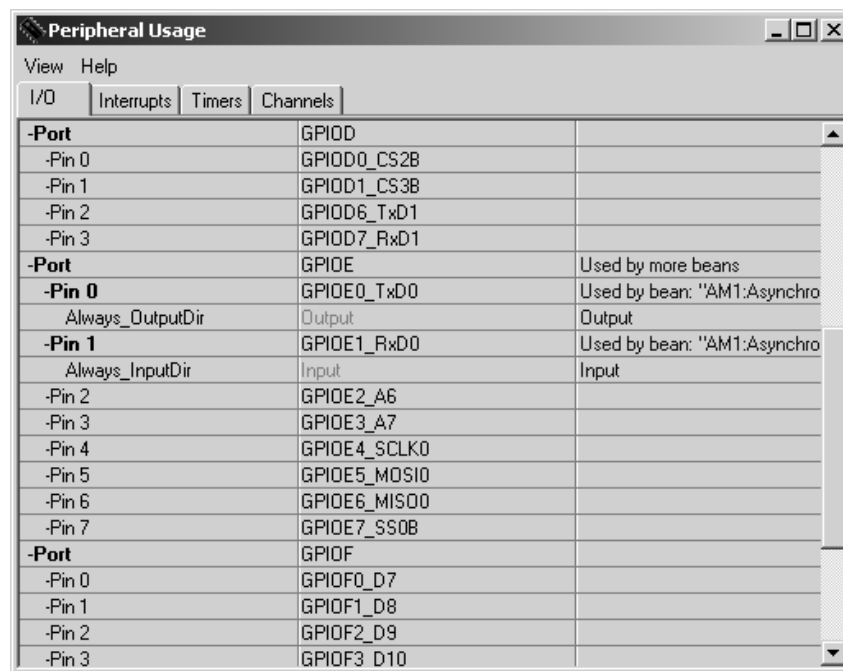 Peripheral Usage
View Help
I/O Interrupts Timers Channels
-Port GPIOD
-Pin 0 GPIOD0_CS2B
-Pin 1 GPIOD1_CS3B
-Pin 2 GPIOD6_TxD1
-Pin 3 GPIOD7_RxD1
-Port GPIOE Used by more beans
-Pin 0 GPIOE0_TxD0 Used by bean: "AM1:Asynchro
Always_OutputDir Output Output
-Pin 1 GPIOE1_RxD0 Used by bean: "AM1:Asynchro
Always_InputDir Input Input
-Pin 2 GPIOE2_A6
-Pin 3 GPIOE3_A7
-Pin 4 GPIOE4_SCLK0
-Pin 5 GPIOE5_MOSI0
-Pin 6 GPIOE6_MISO0
-Pin 7 GPIOE7_SS0B
-Port GPIOF
-Pin 0 GPIOF0_D7
-Pin 1 GPIOF1_D8
-Pin 2 GPIOF2_D9
-Pin 3 GPIOF3_D10